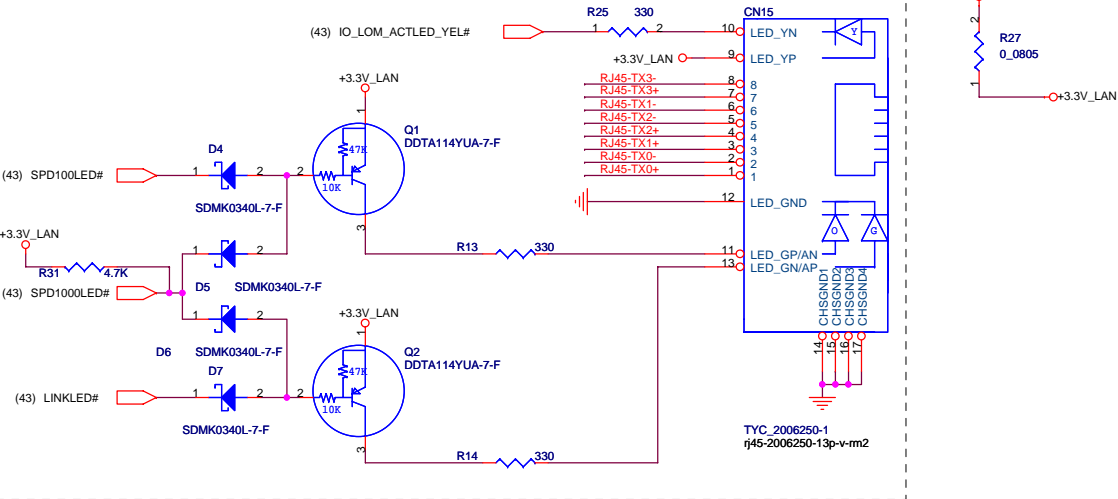 R25 330
CN15
(43) IO_LOM_ACTLED_YEL#
1 2
10 LED_YN
Y
2
R27
0_0805
1
+3.3V_LAN
+3.3V_LAN
9 LED_YP
RJ45-TX3- 8 8
RJ45-TX3+ 7 7
RJ45-TX1- 6 6
RJ45-TX2- 5 5
RJ45-TX2+ 4 4
RJ45-TX1+ 3 3
RJ45-TX0- 2 2
RJ45-TX0+ 1 1
12 LED_GND
O G
11 LED_GP/AN
13 LED_GN/AP
CHSGND1
CHSGND2
CHSGND3
CHSGND4
14
15
16
17
TYC_2006250-1
rj45-2006250-13p-v-rm2
+3.3V_LAN
1
Q1
DDTA114YUA-7-F
47K
10K
3
D4
(43) SPD100LED#
1 2 2
SDMK0340L-7-F
R13 330
+3.3V_LAN
R31 4.7K
1 2
D5 SDMK0340L-7-F
(43) SPD1000LED#
1 2
D6 SDMK0340L-7-F
+3.3V_LAN
1
Q2
DDTA114YUA-7-F
47K
10K
3
D7
(43) LINKLED#
1 2 2
SDMK0340L-7-F
R14 330